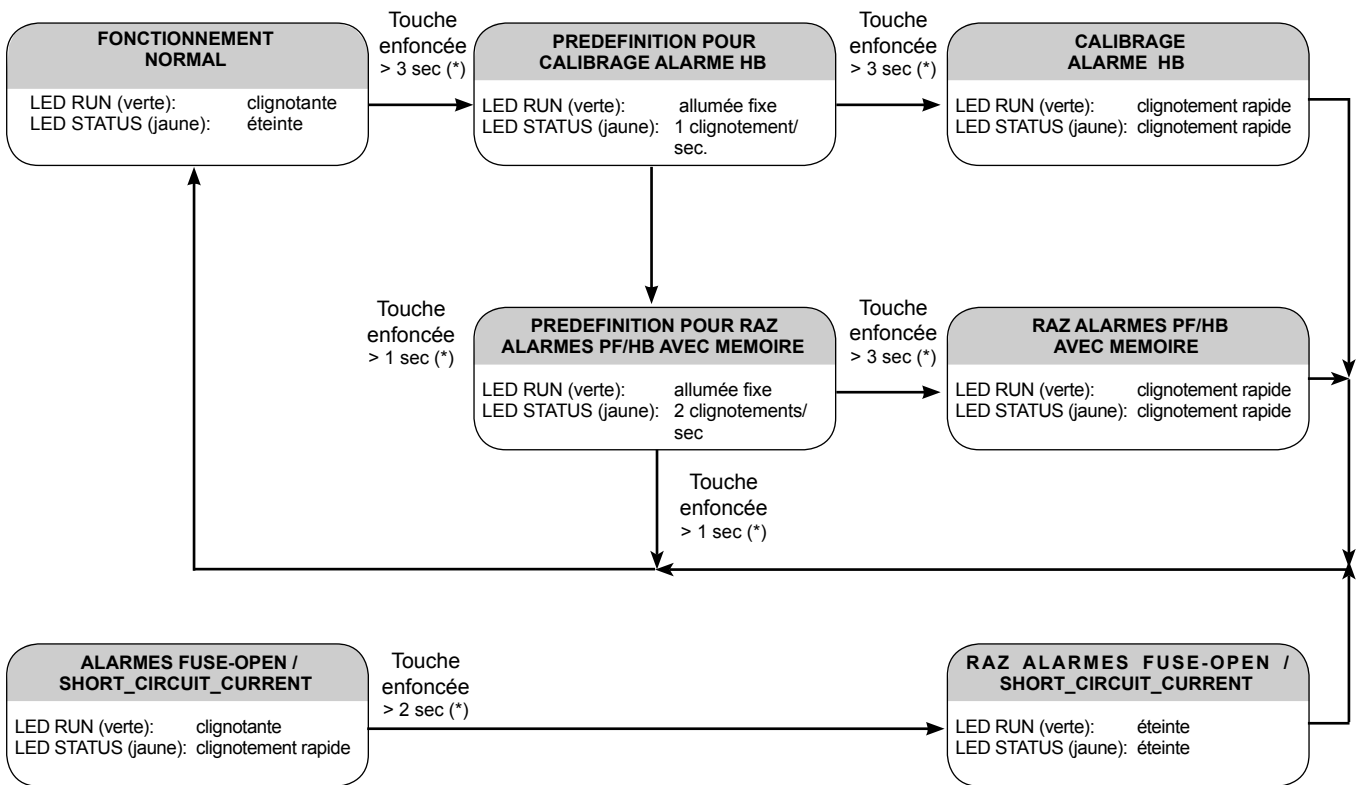 Touche
enfoncée
> 3 sec (*)
Touche
enfoncée
> 3 sec (*)
FONCTIONNEMENT
NORMAL
LED RUN (verte): clignotante
LED STATUS (jaune): éteinte
PREDEFINITION POUR
CALIBRAGE ALARME HB
LED RUN (verte): allumée fixe
LED STATUS (jaune): 1 clignotement/
sec.
CALIBRAGE
ALARME HB
LED RUN (verte): clignotement rapide
LED STATUS (jaune): clignotement rapide
Touche
enfoncée
> 1 sec (*)
PREDEFINITION POUR RAZ
ALARMES PF/HB AVEC MEMOIRE
LED RUN (verte): allumée fixe
LED STATUS (jaune): 2 clignotements/
sec
Touche
enfoncée
> 3 sec (*)
RAZ ALARMES PF/HB
AVEC MEMOIRE
LED RUN (verte): clignotement rapide
LED STATUS (jaune): clignotement rapide
Touche
enfoncée
> 1 sec (*)
ALARMES FUSE-OPEN /
SHORT_CIRCUIT_CURRENT
LED RUN (verte): clignotante
LED STATUS (jaune): clignotement rapide
Touche
enfoncée
> 2 sec (*)
RAZ ALARMES FUSE-OPEN /
SHORT_CIRCUIT_CURRENT
LED RUN (verte): éteinte
LED STATUS (jaune): éteinte